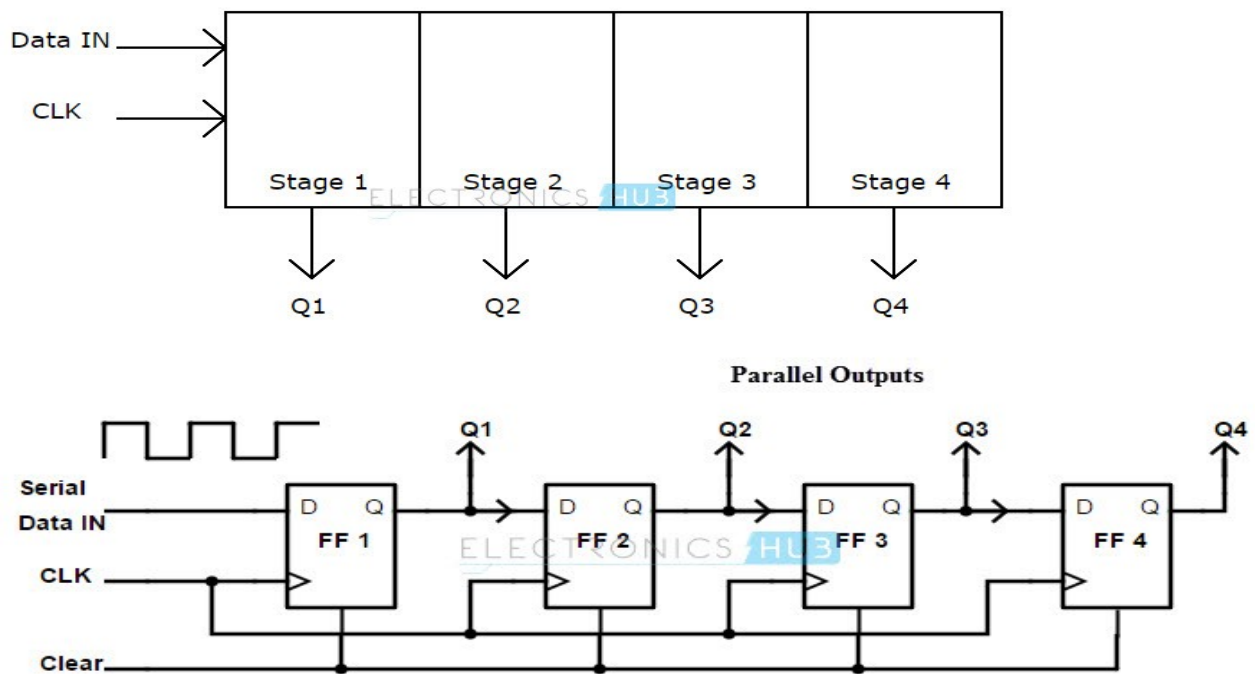 Data IN
CLK
Stage 1 Stage 2 Stage 3 Stage 4
ELECTRONICS HUB
Q1 Q2 Q3 Q4
Parallel Outputs
Q1 Q2 Q3 Q4
Serial
Data IN
D Q D Q D Q D Q
FF 1 FF 2 FF 3 FF 4
ELECTRONICS HUB
CLK
Clear